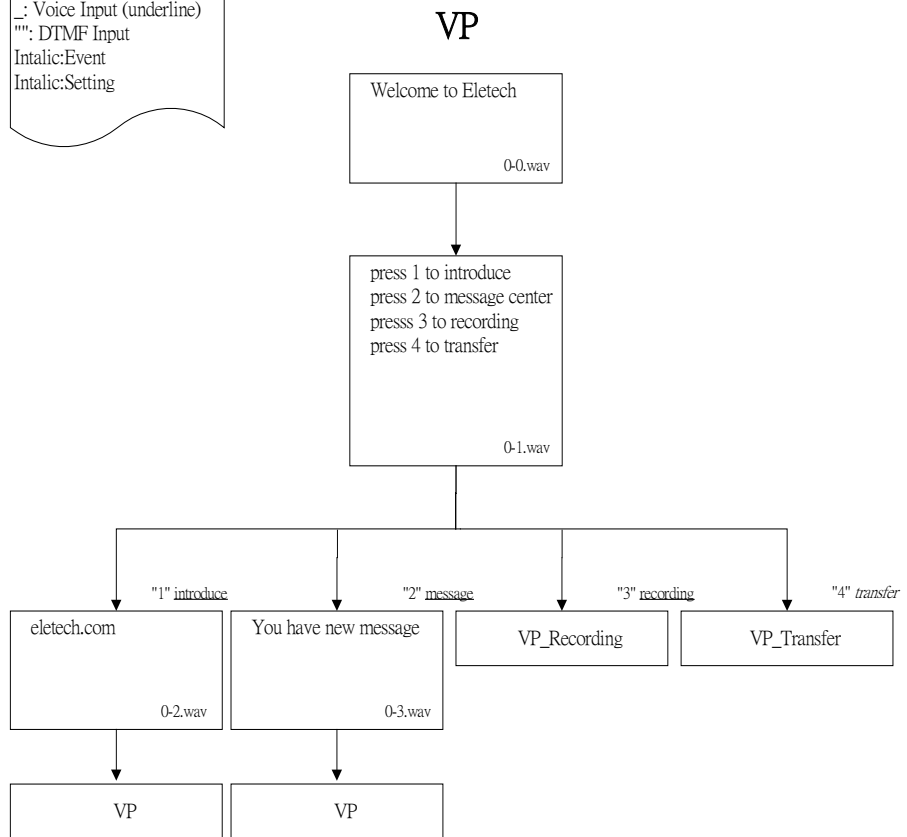 _: Voice Input (underline)
"": DTMF Input
Intalic:Event
Intalic:Setting
VP
Welcome to Eletech
0-0.wav
press 1 to introduce
press 2 to message center
presss 3 to recording
press 4 to transfer
0-1.wav
"1" introduce
"2" message
"3" recording
"4" transfer
eletech.com
0-2.wav
You have new message
0-3.wav
VP_Recording
VP_Transfer
VP
VP